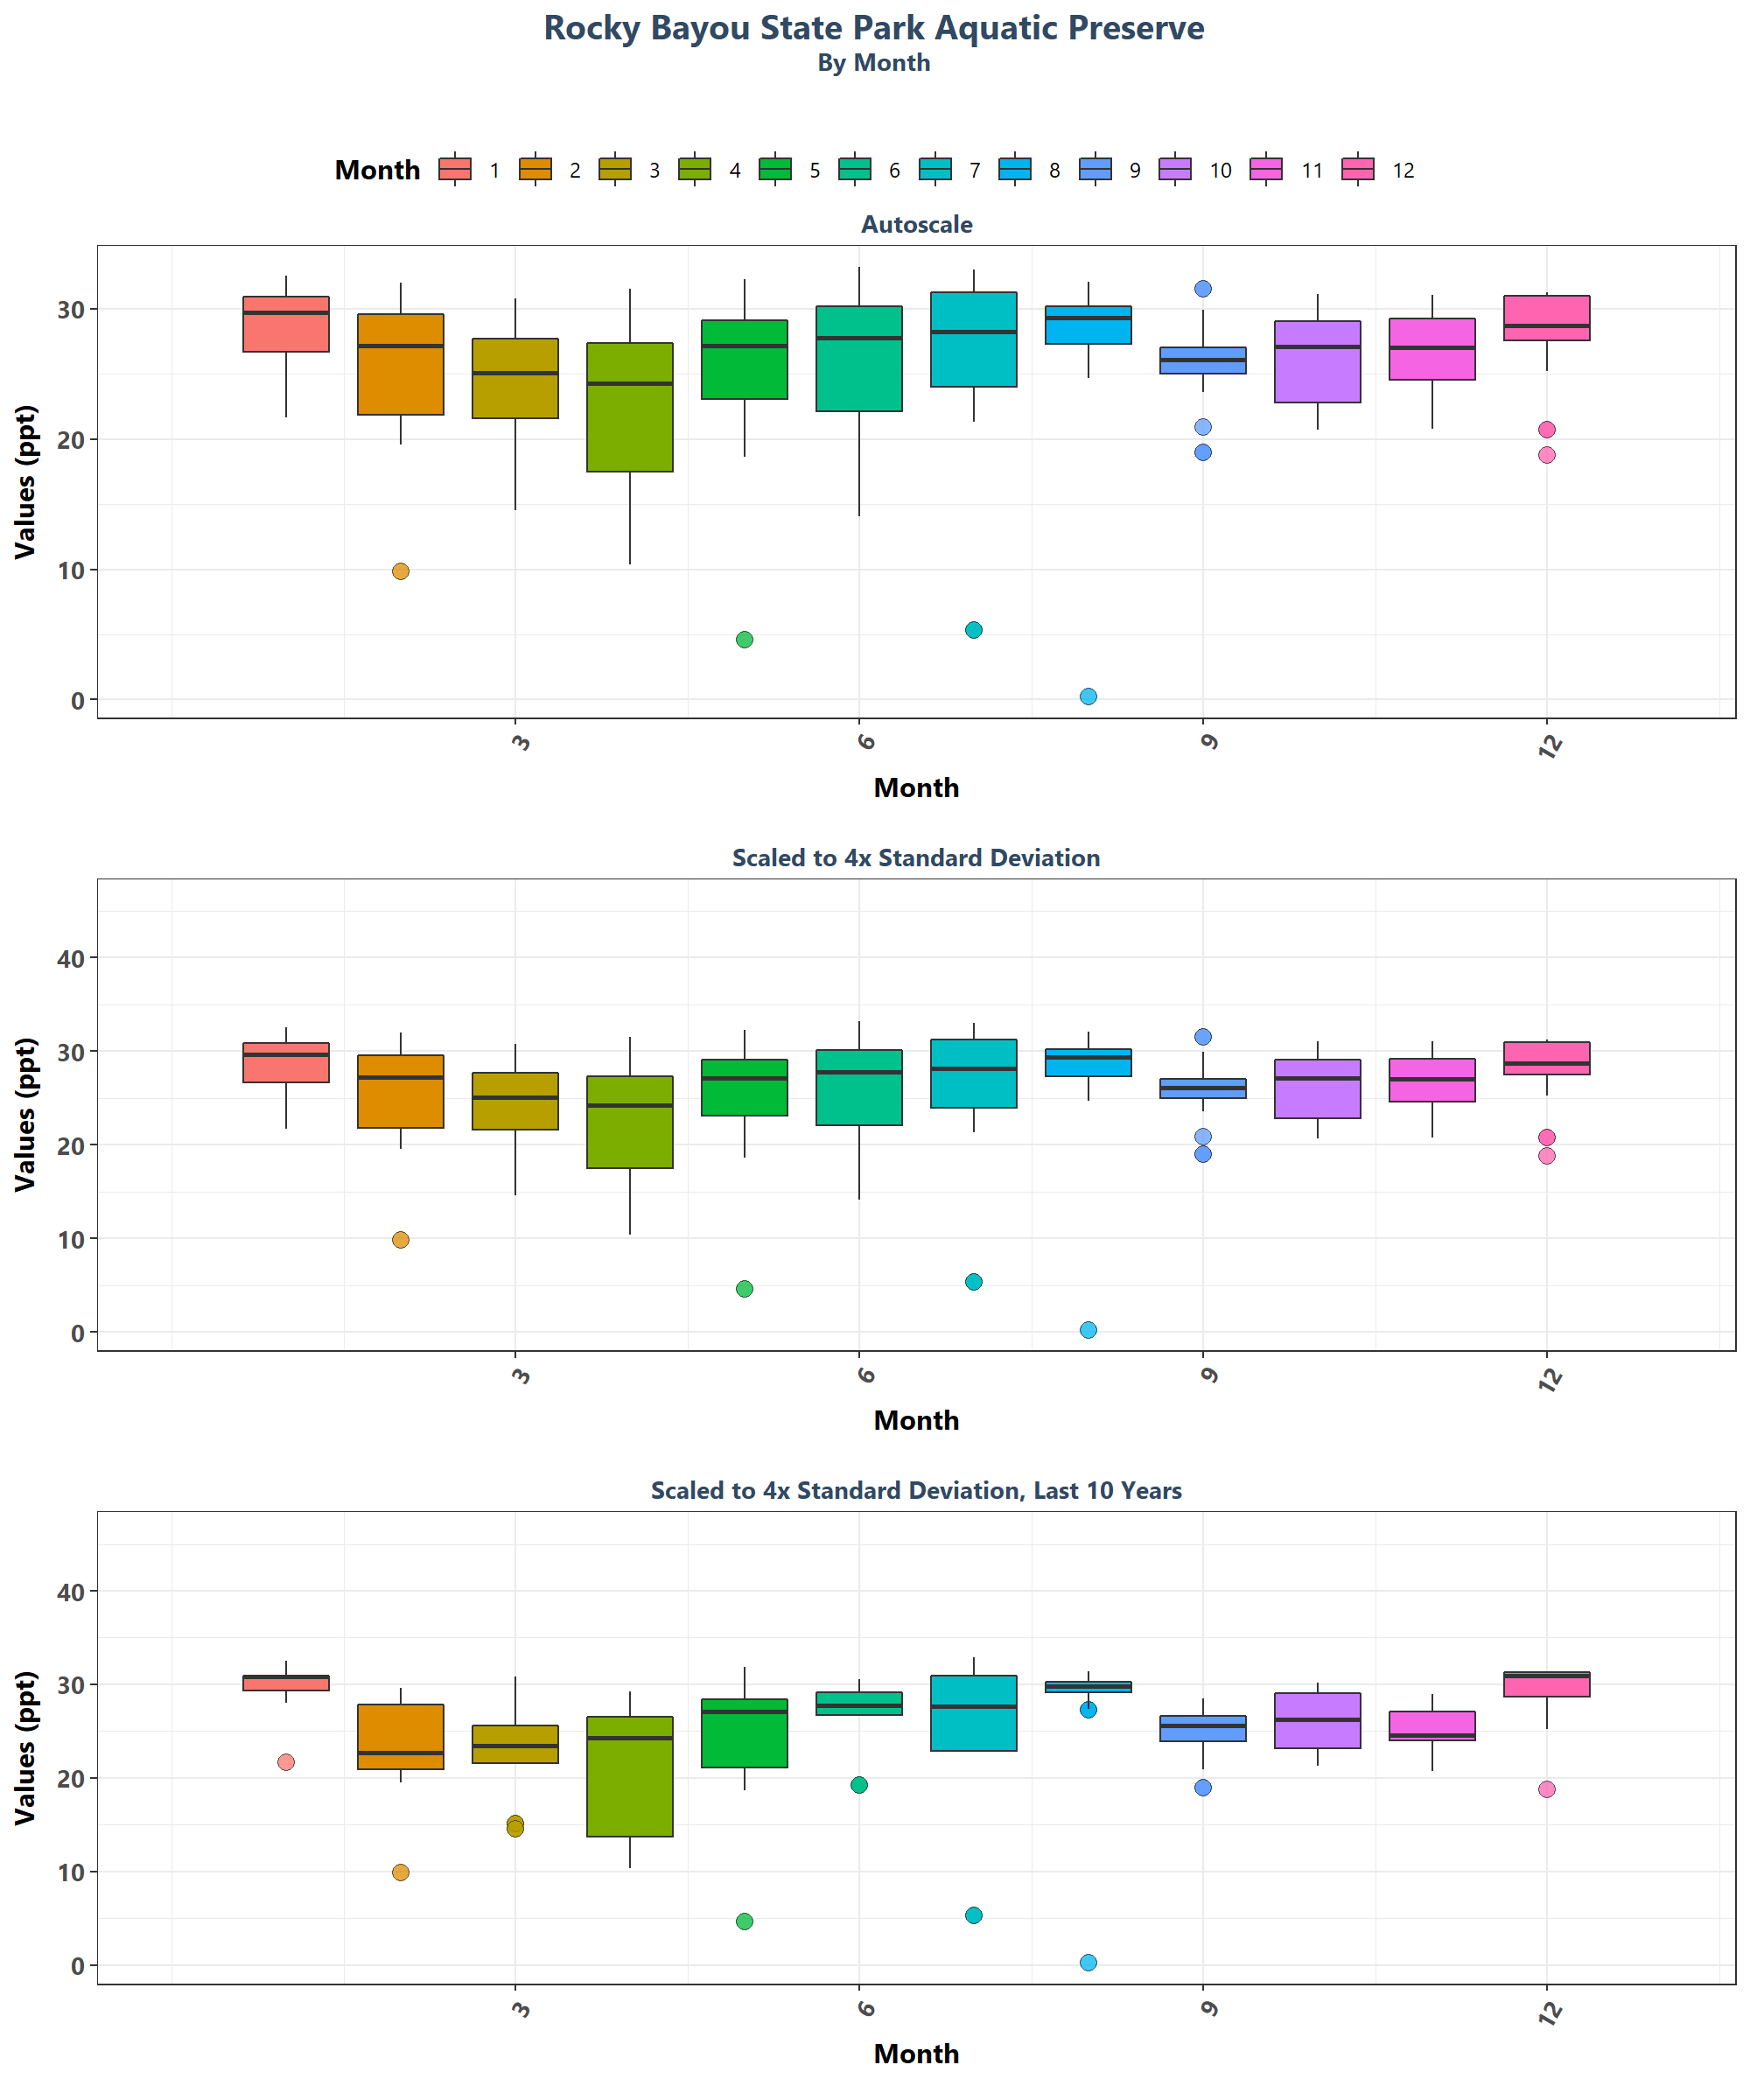 Rocky Bayou State Park Aquatic Preserve
By Month
Month 1 2 3 4 5 6 7 8 9 10 11 12
Autoscale
Values (ppt)
30
20
10
0
3 6 9 12
Month
Scaled to 4x Standard Deviation
Values (ppt)
40
30
20
10
0
3 6 9 12
Month
Scaled to 4x Standard Deviation, Last 10 Years
Values (ppt)
40
30
20
10
0
3 6 9 12
Month